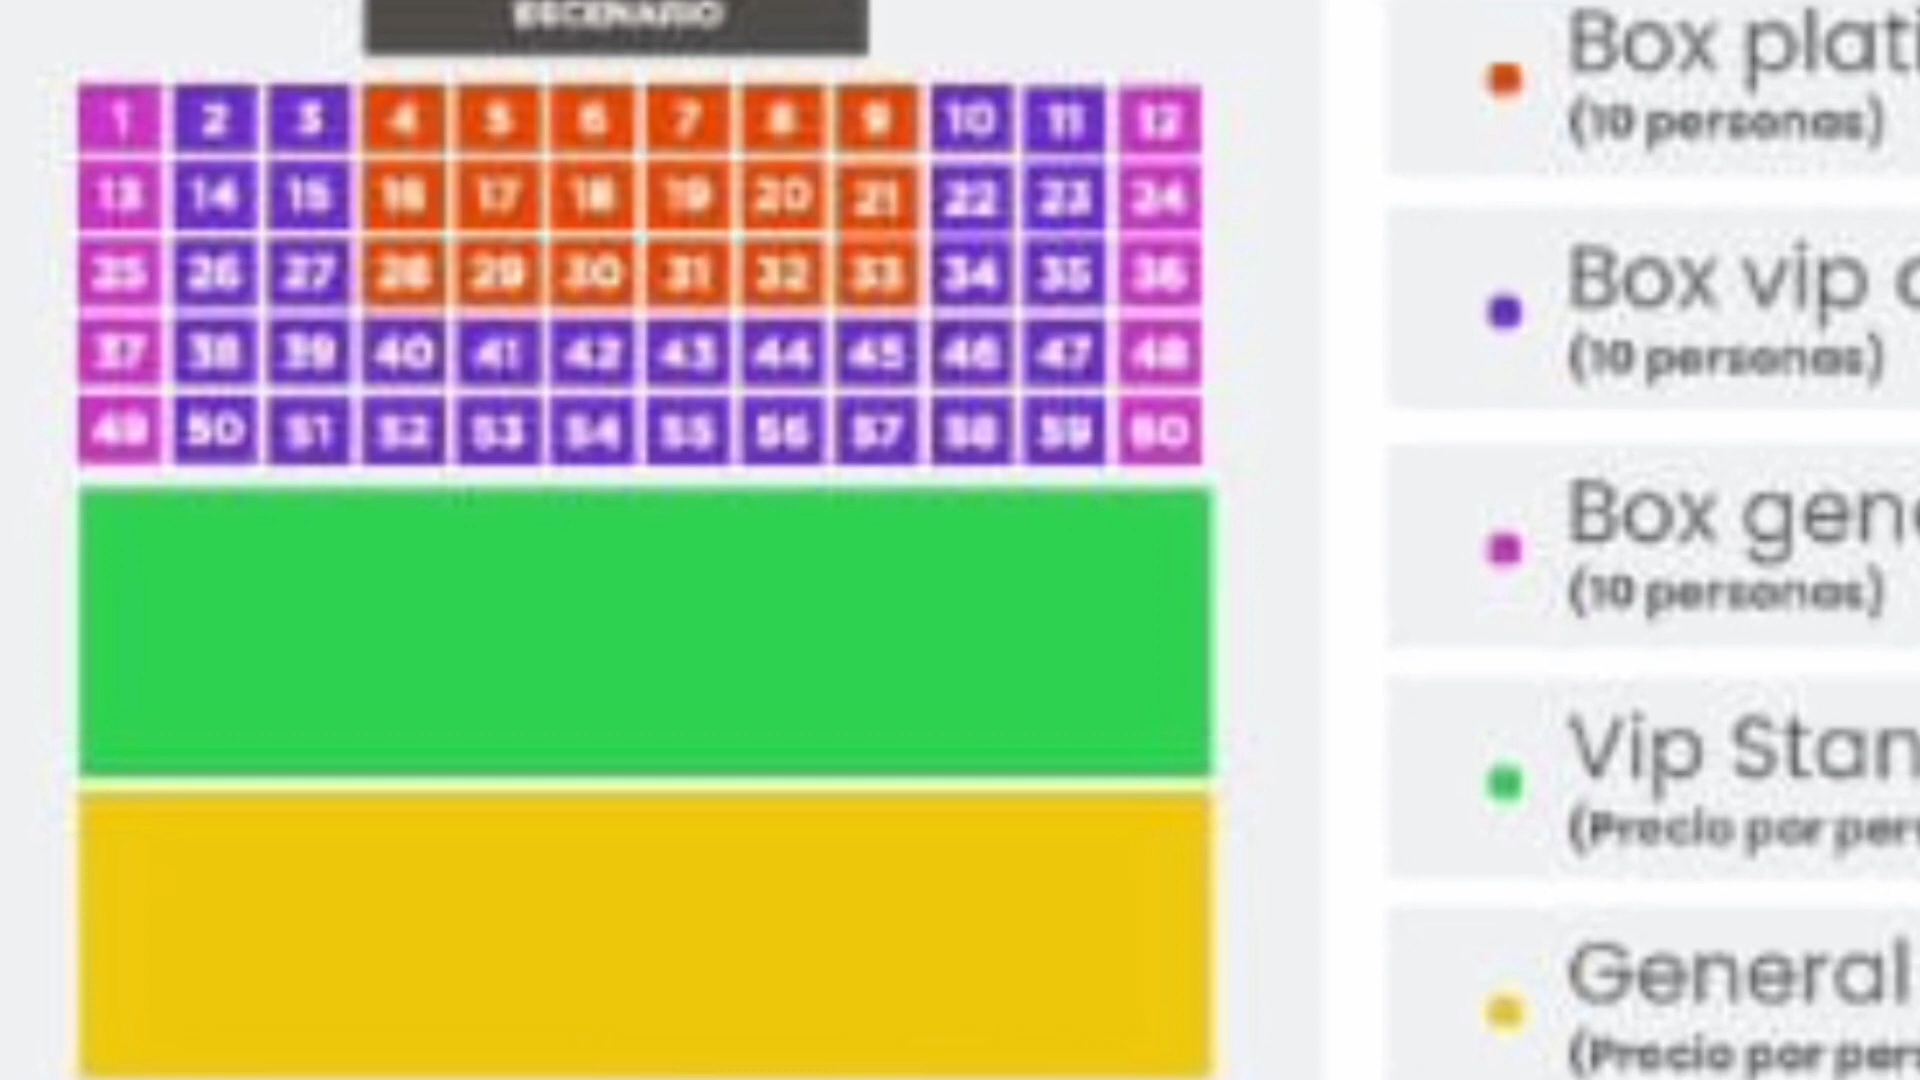 ESCENARIO
1 2 3 4 5 6 7 8 9 10 11 12
13 14 15 16 17 18 19 20 21 22 23 24
25 26 27 28 29 30 31 32 33 34 35 36
37 38 39 40 41 42 43 44 45 46 47 48
49 50 51 52 53 54 55 56 57 58 59 60
Box plati
(10 personas)
Box vip
(10 personas)
Box gen
(10 personas)
Vip Stan
(Precio por per
General
(Precio por pers